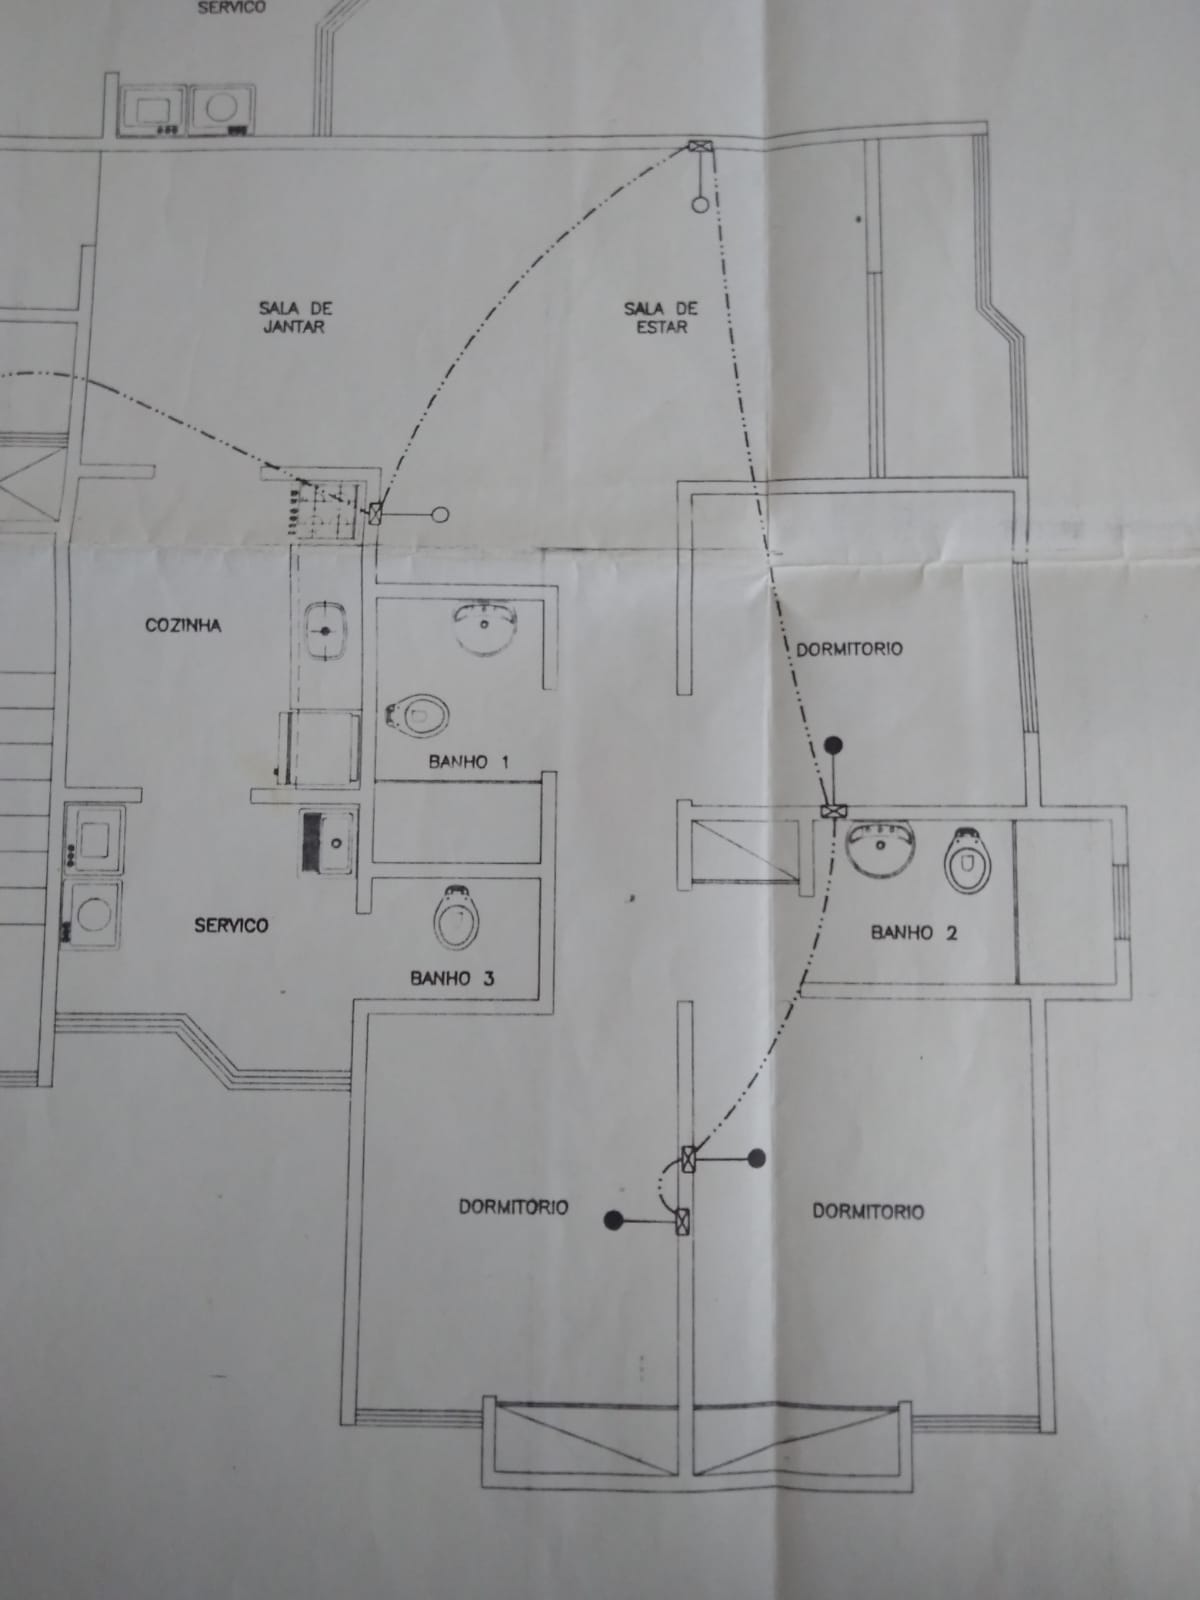 SERVICO
SALA DE
JANTAR
SALA DE
ESTAR
COZINHA
DORMITORIO
BANHO 1
SERVICO
BANHO 2
BANHO 3
DORMITORIO
DORMITORIO